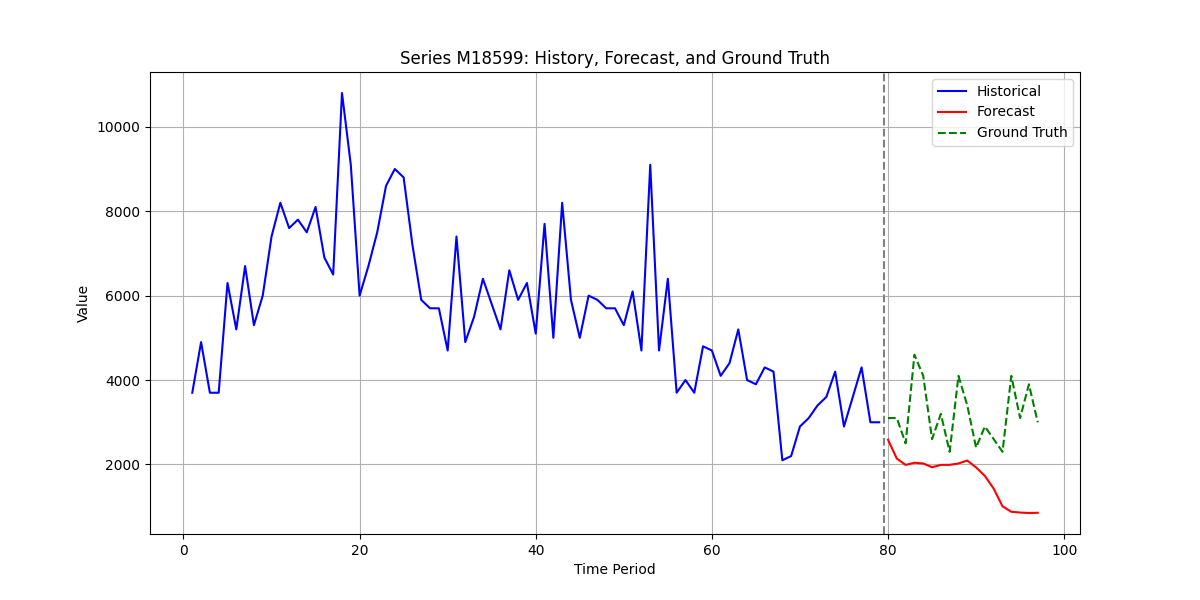 Series M18599: History, Forecast, and Ground Truth
Historical
Forecast
Ground Truth
Value
10000
8000
6000
4000
2000
0 20 40 60 80 100
Time Period